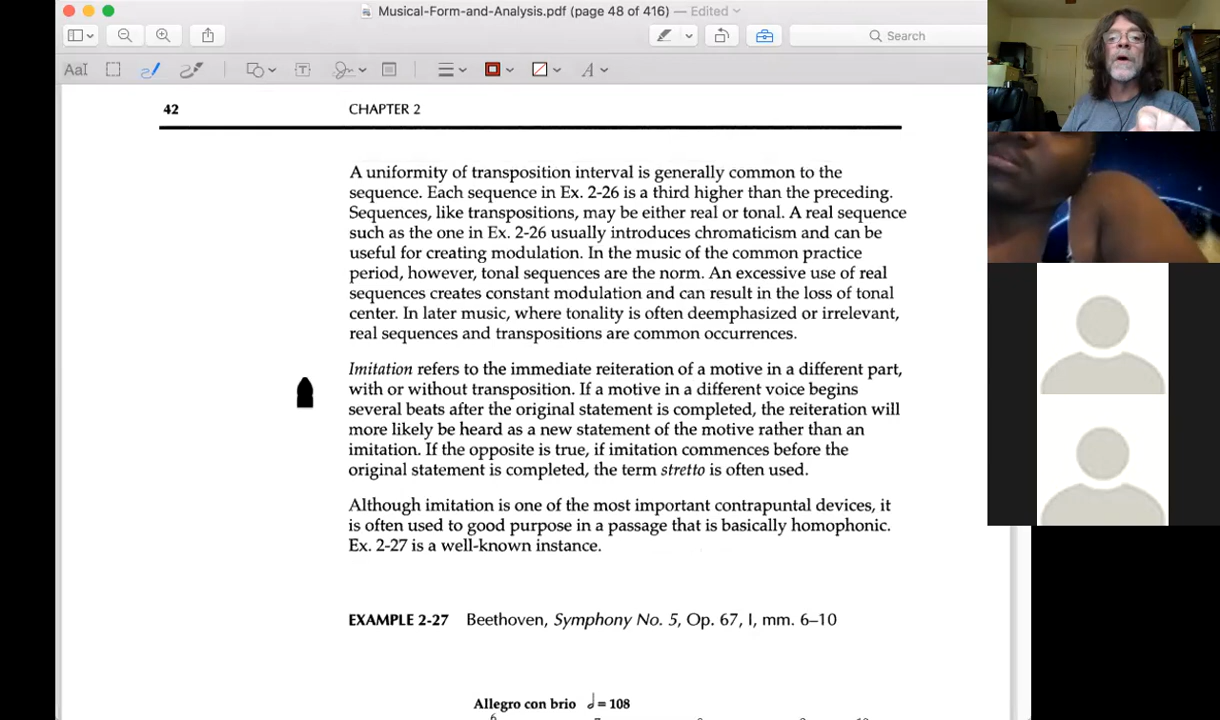 Musical-Form-and-Analysis.pdf (page 48 of 416) — Edited
Search
AaI
A
42 CHAPTER 2
A uniformity of transposition interval is generally common to the
sequence. Each sequence in Ex. 2-26 is a third higher than the preceding.
Sequences, like transpositions, may be either real or tonal. A real sequence
such as the one in Ex. 2-26 usually introduces chromaticism and can be
useful for creating modulation. In the music of the common practice
period, however, tonal sequences are the norm. An excessive use of real
sequences creates constant modulation and can result in the loss of tonal
center. In later music, where tonality is often deemphasized or irrelevant,
real sequences and transpositions are common occurrences.
Imitation refers to the immediate reiteration of a motive in a different part,
with or without transposition. If a motive in a different voice begins
several beats after the original statement is completed, the reiteration will
more likely be heard as a new statement of the motive rather than an
imitation. If the opposite is true, if imitation commences before the
original statement is completed, the term stretto is often used.
Although imitation is one of the most important contrapuntal devices, it
is often used to good purpose in a passage that is basically homophonic.
Ex. 2-27 is a well-known instance.
EXAMPLE 2-27 Beethoven, Symphony No. 5, Op. 67, I, mm. 6–10
Allegro con brio 𝅗𝅥 = 108